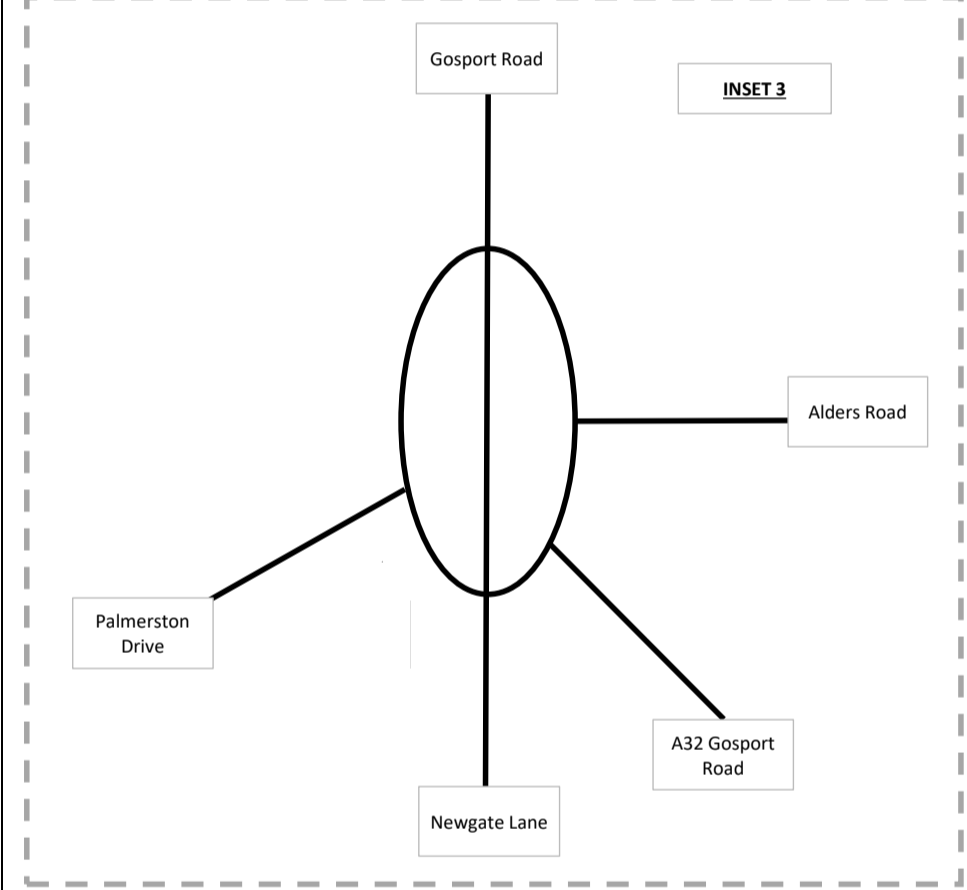 Gosport Road
INSET 3
Alders Road
Palmerston
Drive
A32 Gosport
Road
Newgate Lane